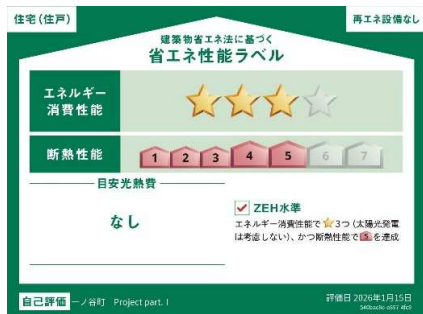 住宅(住戸)
再エネ設備なし
建築物省エネ法に基づく
省エネ性能ラベル
エネルギー
消費性能
断熱性能
1 2 3 4 5 6 7
目安光熱費
なし
ZEH水準
エネルギー消費性能で★3つ(太陽光発電
は考慮しない)、かつ断熱性能で5を達成
自己評価 一ノ谷町 Project part. I
評価日 2026年1月15日